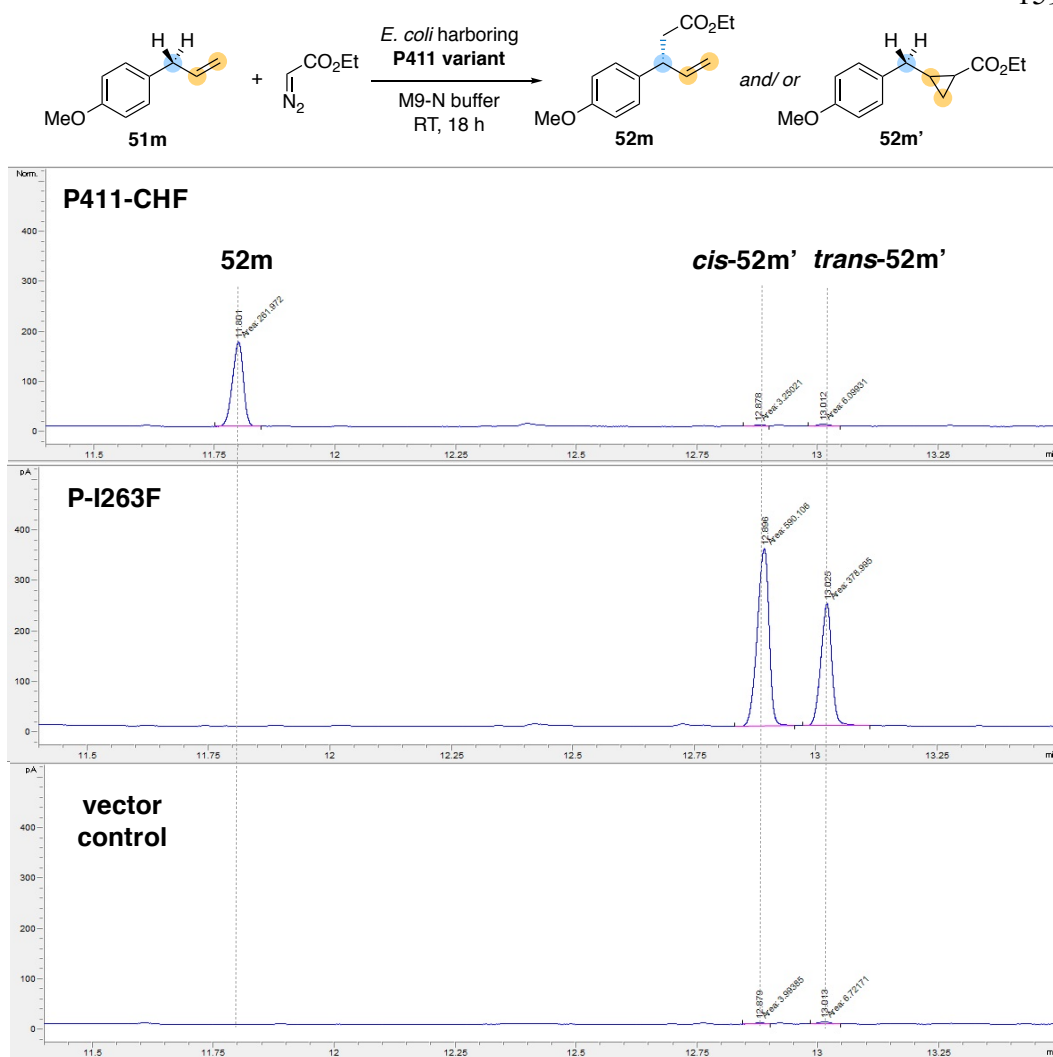 H H
E. coli harboring
P411 variant
M9-N buffer
RT, 18 h
MeO
51m
+
CO2Et
N2
CO2Et
MeO
52m
and/ or
H H
CO2Et
MeO
52m’
Norm.
P411-CHF
52m
cis-52m’
trans-52m’
400
300
200
100
0
11.801
Area: 261.972
12.878
Area: 3.25021
13.012
Area: 6.09931
11.5 11.75 12 12.25 12.5 12.75 13 13.25
pA
P-I263F
400
300
200
100
0
12.896
Area: 590.106
13.025
Area: 378.995
11.5 11.75 12 12.25 12.5 12.75 13 13.25
pA
vector
control
400
300
200
100
0
12.879
Area: 3.99385
13.013
Area: 6.72171
11.5 11.75 12 12.25 12.5 12.75 13 13.25